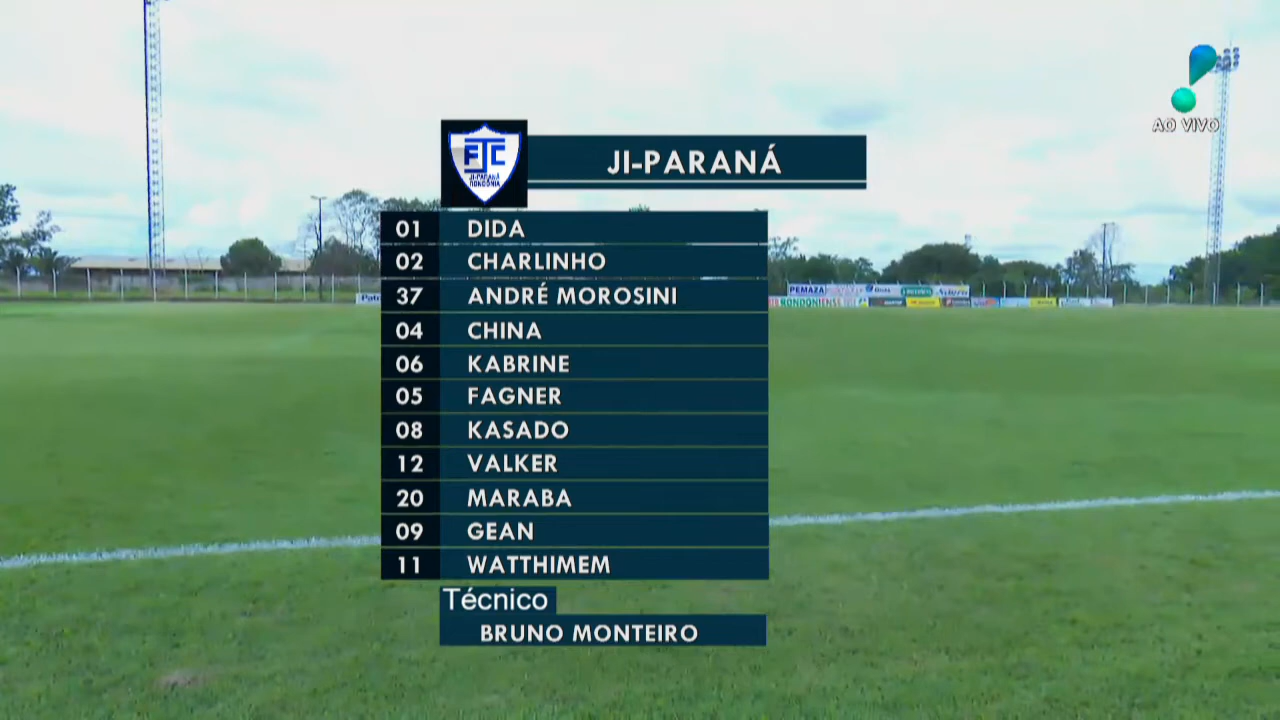 AO VIVO
FJC
JI-PARANÁ
RONDÔNIA
JI-PARANÁ
01 DIDA
02 CHARLINHO
37 ANDRÉ MOROSINI
04 CHINA
06 KABRINE
05 FAGNER
08 KASADO
12 VALKER
20 MARABA
09 GEAN
11 WATTHIMEM
Técnico
BRUNO MONTEIRO
PEMAZA
RONDONIENSE